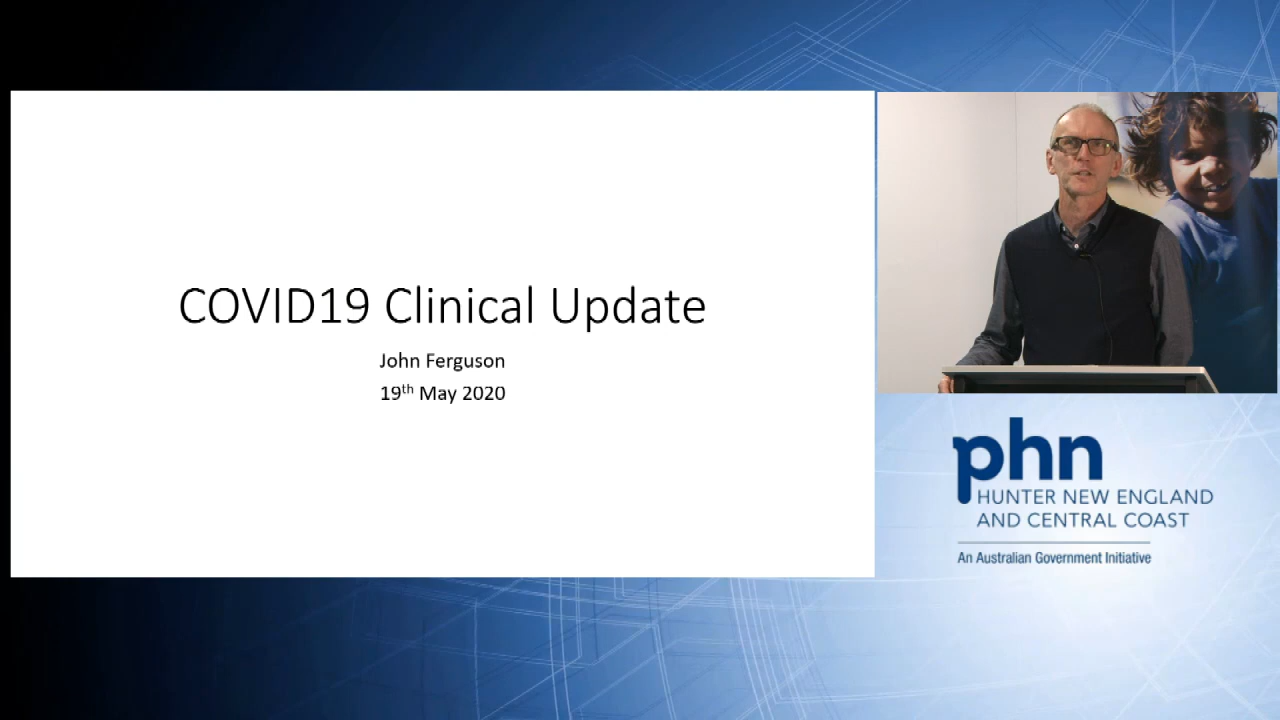 COVID19 Clinical Update
John Ferguson
19th May 2020
phn
HUNTER NEW ENGLAND
AND CENTRAL COAST
An Australian Government Initiative